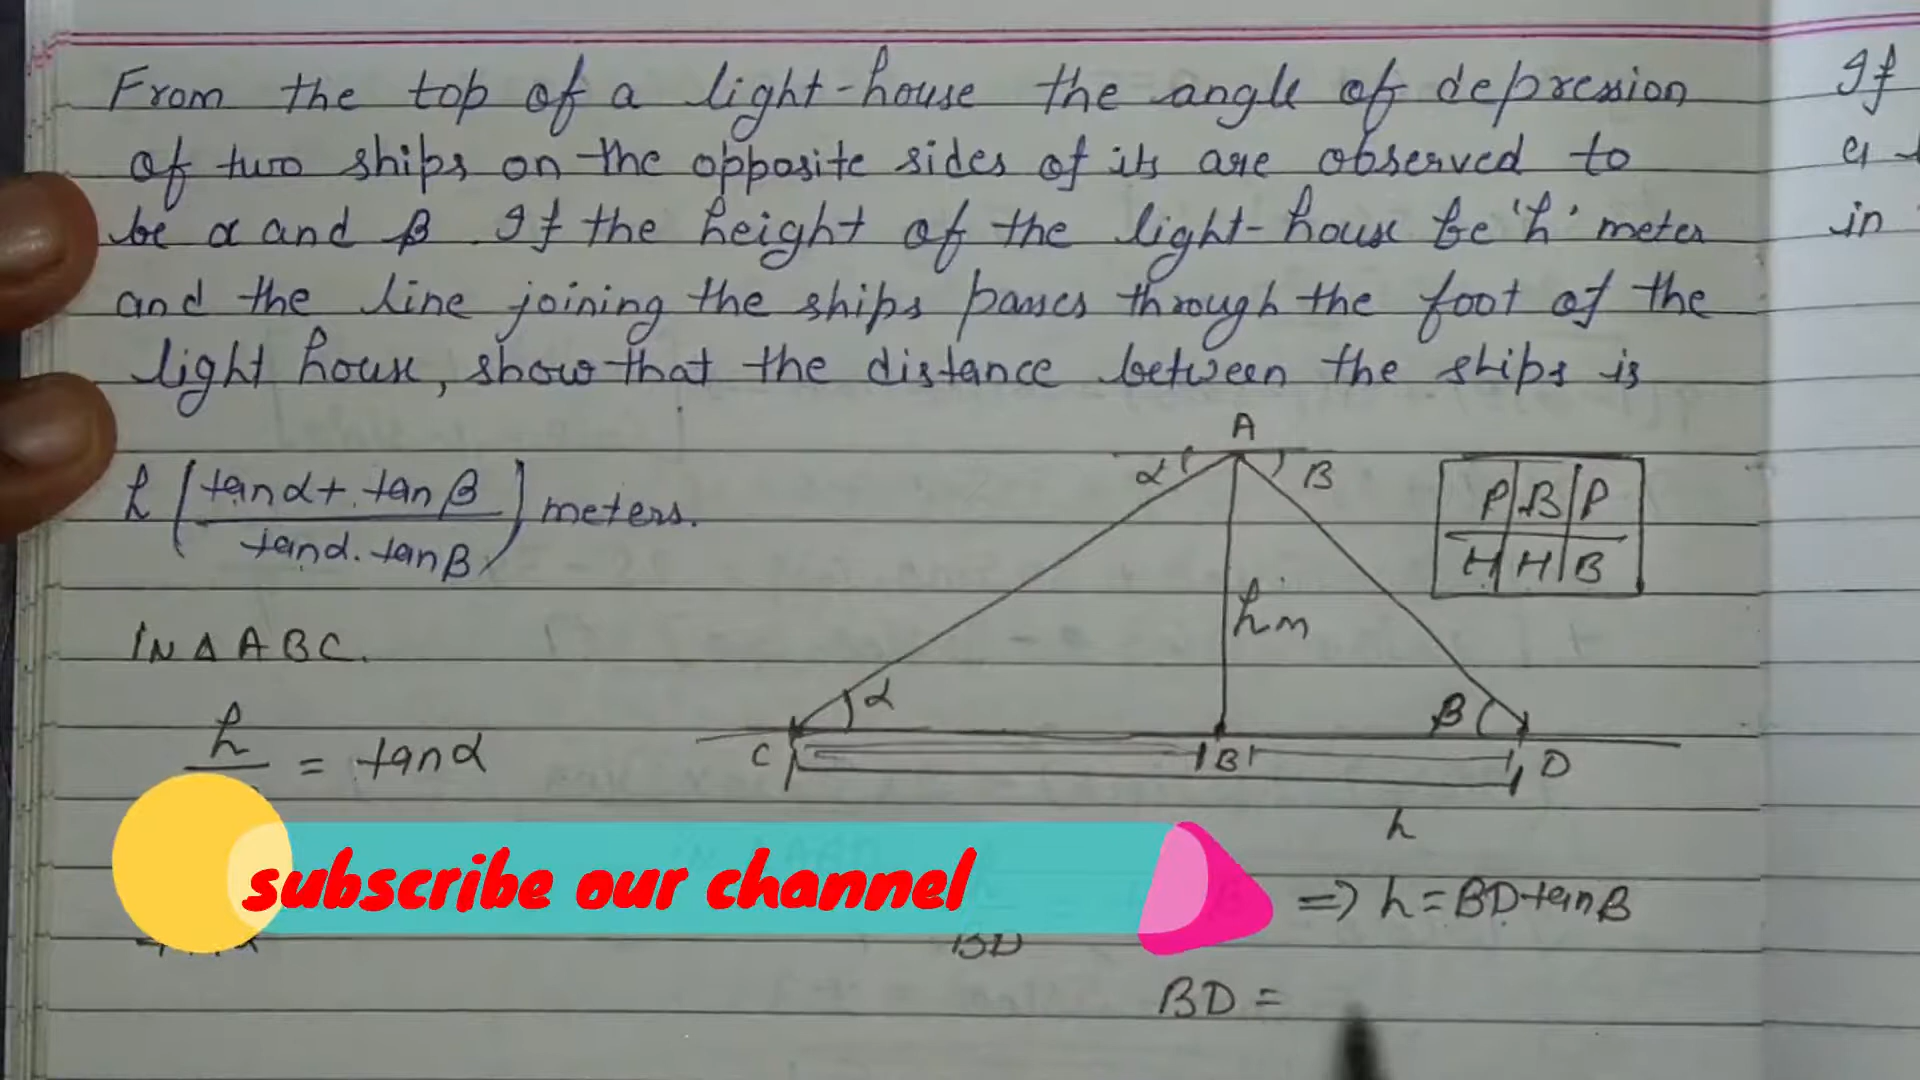 From the top of a light-house the angle of depression
of two ships on the opposite sides of its are observed to
be α and β. If the height of the light-house be 'h' meter
and the line joining the ships passes through the foot of the
light house, show that the distance between the ships is
h (tanα + tanβ / tanα . tanβ) meters.
A
α β
P|B|P
H|H|B
hm
α β
C B D
IN Δ ABC.
h
— = tanα
h
subscribe our channel
BD
⇒ h = BD tanβ
BD =
If
in